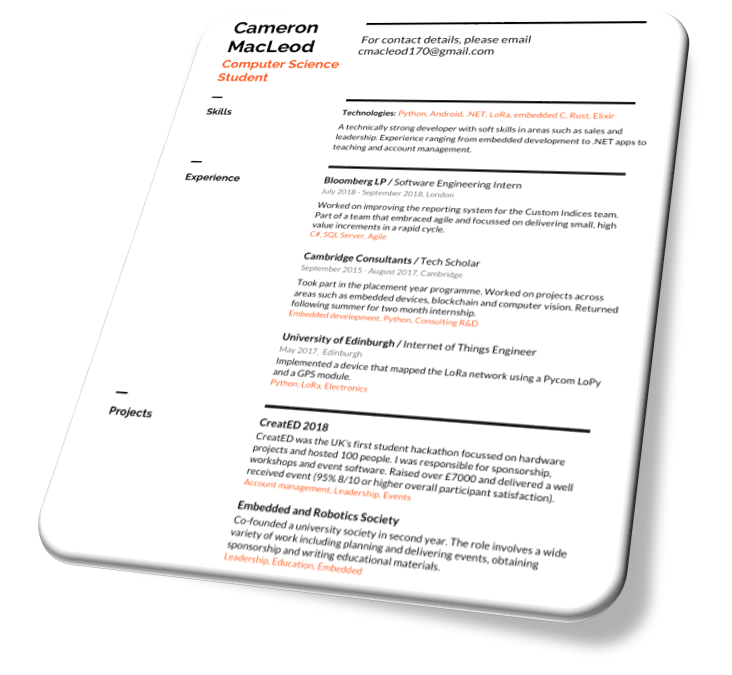 Cameron
MacLeod
Computer Science
Student
For contact details, please email
cmacleod170@gmail.com
Skills
Technologies: Python, Android, .NET, LoRa, embedded C, Rust, Elixir
A technically strong developer with soft skills in areas such as sales and
leadership. Experience ranging from embedded development to .NET apps to
teaching and account management.
Experience
Bloomberg LP / Software Engineering Intern
July 2018 - September 2018, London
Worked on improving the reporting system for the Custom Indices team.
Part of a team that embraced agile and focussed on delivering small, high
value increments in a rapid cycle.
C#, SQL Server, Agile
Cambridge Consultants / Tech Scholar
September 2015 - August 2017, Cambridge
Took part in the placement year programme. Worked on projects across
areas such as embedded devices, blockchain and computer vision. Returned
following summer for two month internship.
Embedded development, Python, Consulting R&D
University of Edinburgh / Internet of Things Engineer
May 2017, Edinburgh
Implemented a device that mapped the LoRa network using a Pycom LoPy
and a GPS module.
Python, LoRa, Electronics
Projects
CreatED 2018
CreatED was the UK's first student hackathon focussed on hardware
projects and hosted 100 people. I was responsible for sponsorship,
workshops and event software. Raised over £7000 and delivered a well
received event (95% 8/10 or higher overall participant satisfaction).
Account management, Leadership, Events
Embedded and Robotics Society
Co-founded a university society in second year. The role involves a wide
variety of work including planning and delivering events, obtaining
sponsorship and writing educational materials.
Leadership, Education, Embedded